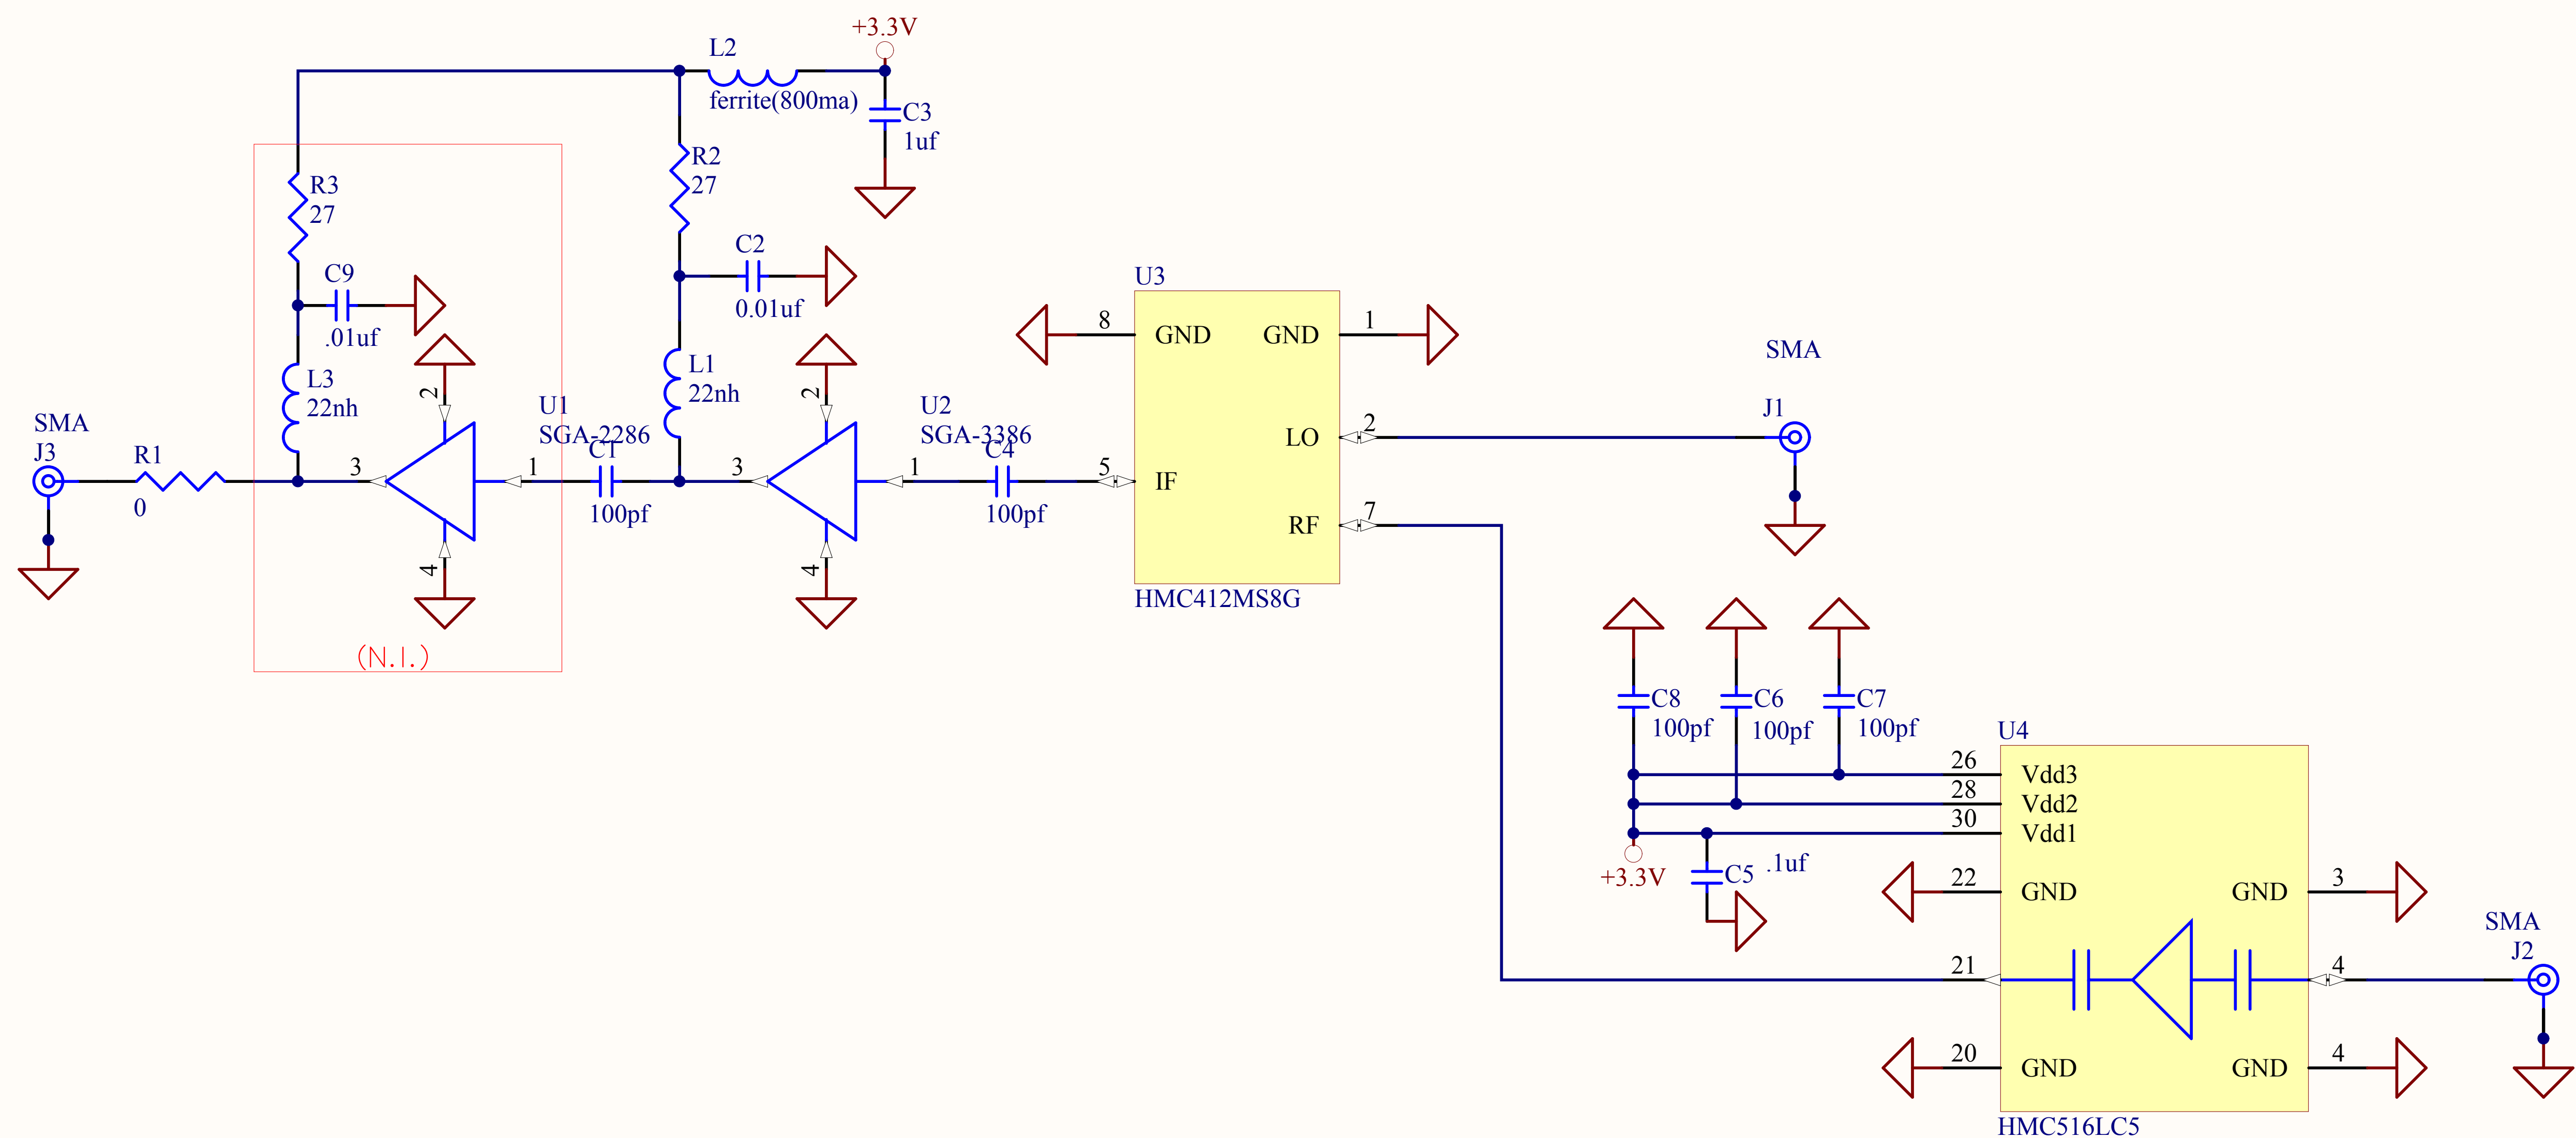 +3.3V
L2
ferrite(800ma)
C3
1uf
R2
27
R3
27
C2
0.01uf
C9
.01uf
L1
22nh
L3
22nh
2
2
U1
SGA-2286
U2
SGA-3386
SMA
J3
R1
0
3
1
C1
100pf
3
1
C4
100pf
4
4
(N.I.)
U3
8
GND
GND
1
LO
2
5
IF
RF
7
HMC412MS8G
SMA
J1
C8
100pf
C6
100pf
C7
100pf
+3.3V
C5
.1uf
U4
26
Vdd3
28
Vdd2
30
Vdd1
22
GND
GND
3
21
4
20
GND
GND
4
HMC516LC5
SMA
J2